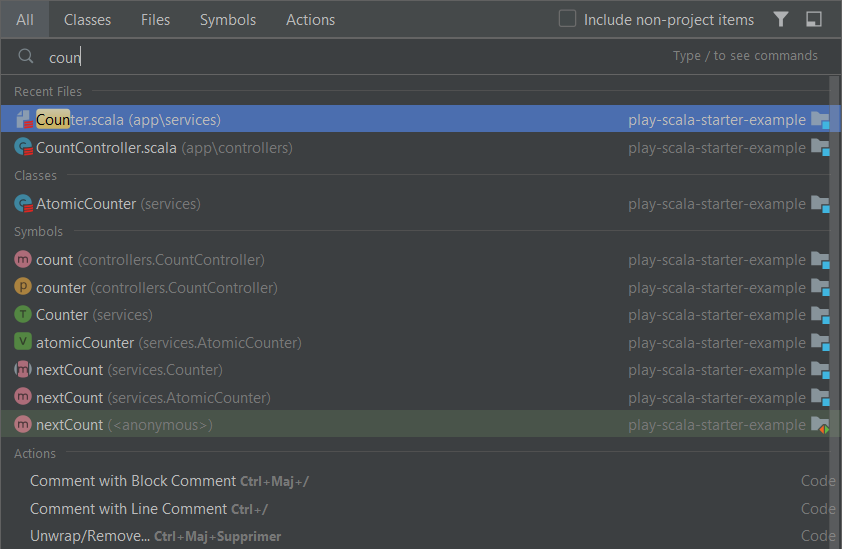 All Classes Files Symbols Actions Include non-project items
coun Type / to see commands
Recent Files
Counter.scala (app\services) play-scala-starter-example
CountController.scala (app\controllers) play-scala-starter-example
Classes
AtomicCounter (services) play-scala-starter-example
Symbols
count (controllers.CountController) play-scala-starter-example
counter (controllers.CountController) play-scala-starter-example
Counter (services) play-scala-starter-example
atomicCounter (services.AtomicCounter) play-scala-starter-example
nextCount (services.Counter) play-scala-starter-example
nextCount (services.AtomicCounter) play-scala-starter-example
nextCount (<anonymous>) play-scala-starter-example
Actions
Comment with Block Comment Ctrl+Maj+/ Code
Comment with Line Comment Ctrl+/ Code
Unwrap/Remove... Ctrl+Maj+Supprimer Code